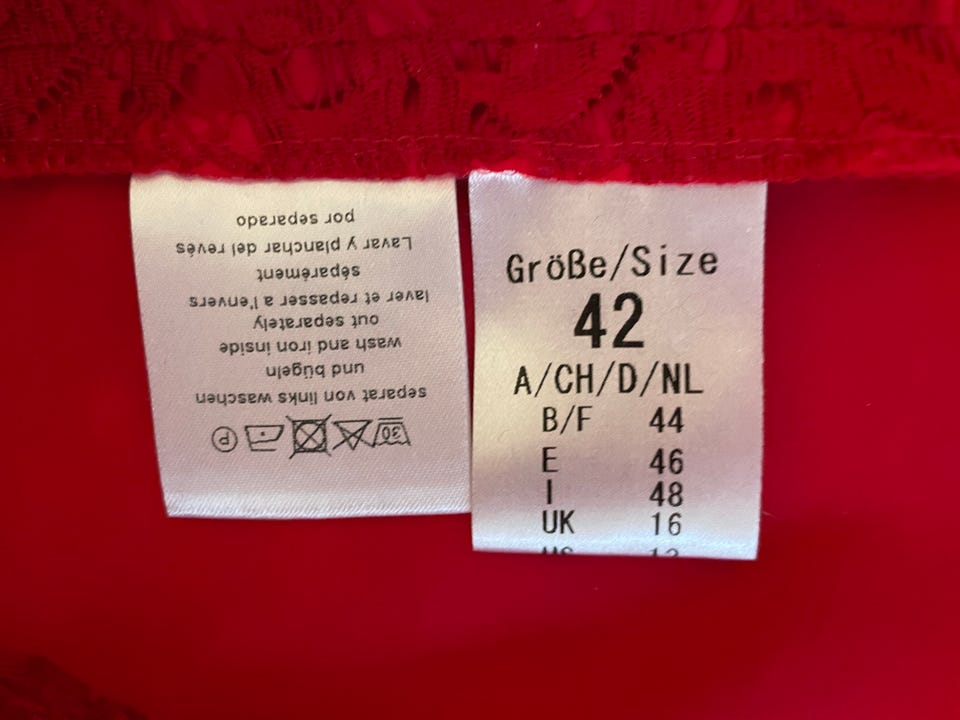 30 P
separat von links waschen
und bügeln
wash and iron inside
out separately
laver et repasser a l'envers
séparément
Lavar y planchar del revés
por separado
Größe/Size
42
A/CH/D/NL
B/F 44
E 46
I 48
UK 16